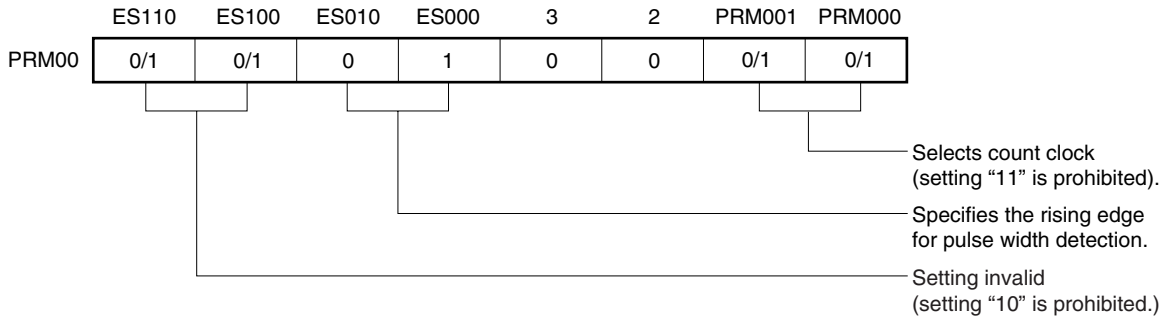 ES110 ES100 ES010 ES000 3 2 PRM001 PRM000
PRM00 0/1 0/1 0 1 0 0 0/1 0/1
Selects count clock
(setting “11” is prohibited).
Specifies the rising edge
for pulse width detection.
Setting invalid
(setting “10” is prohibited.)